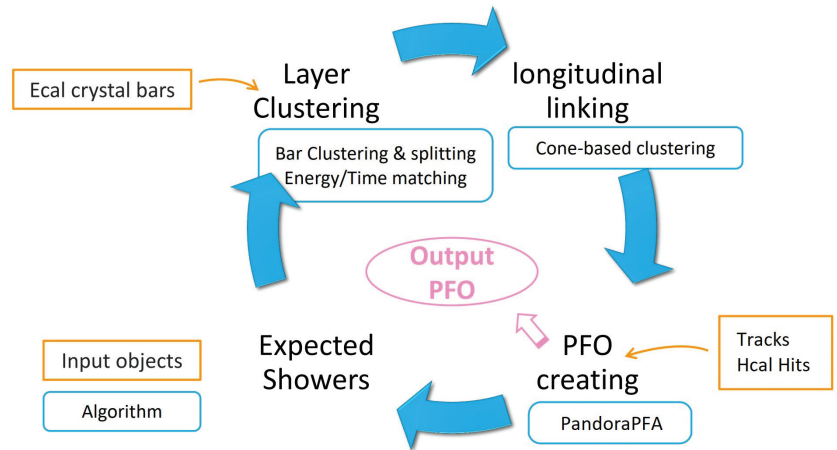 Ecal crystal bars
Layer
Clustering
Bar Clustering & splitting
Energy/Time matching
longitudinal
linking
Cone-based clustering
Output
PFO
Tracks
Hcal Hits
PFO
creating
PandoraPFA
Expected
Showers
Input objects
Algorithm